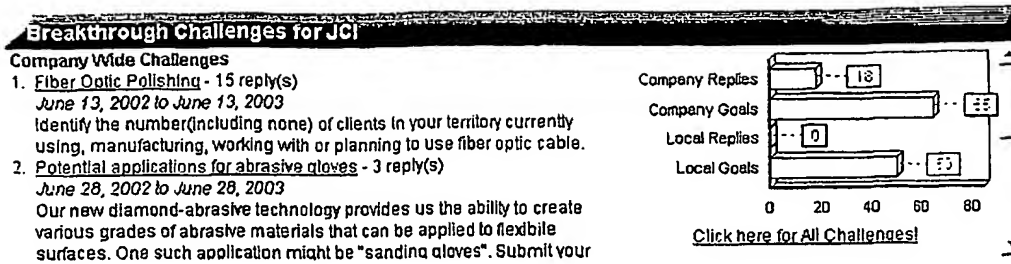 Breakthrough Challenges for JCI
Company Wide Challenges
1. Fiber Optic Polishing - 15 reply(s)
June 13, 2002 to June 13, 2003
Identify the number(including none) of clients in your territory currently
using, manufacturing, working with or planning to use fiber optic cable.
2. Potential applications for abrasive gloves - 3 reply(s)
June 28, 2002 to June 28, 2003
Our new diamond-abrasive technology provides us the ability to create
various grades of abrasive materials that can be applied to flexibile
surfaces. One such application might be "sanding gloves". Submit your
Company Replies 18
Company Goals
Local Replies 0
Local Goals
0 20 40 60 80
Click here for All Challenges!